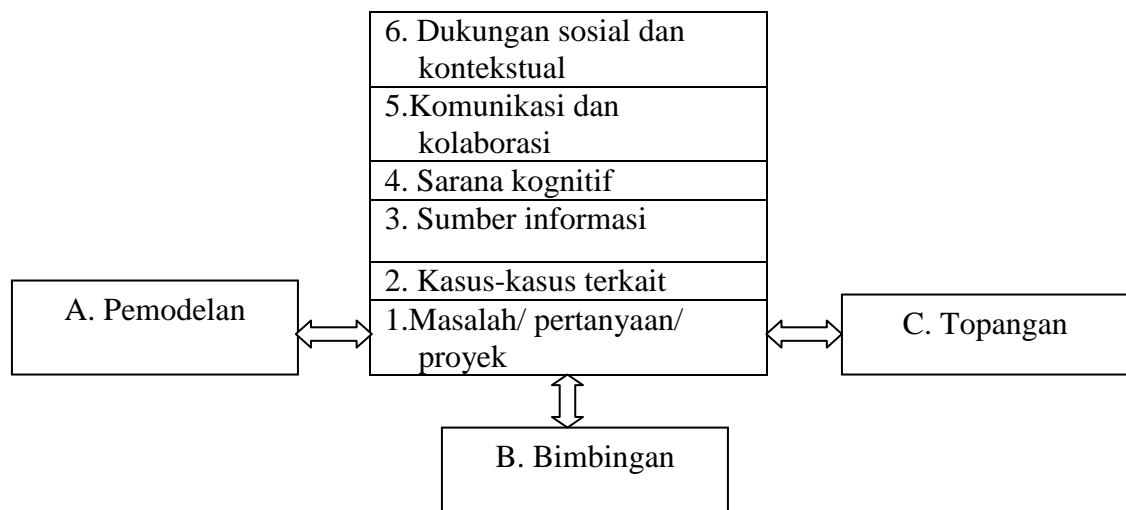 6. Dukungan sosial dan
kontekstual
5.Komunikasi dan
kolaborasi
4. Sarana kognitif
3. Sumber informasi
2. Kasus-kasus terkait
1.Masalah/ pertanyaan/
proyek
A. Pemodelan
C. Topangan
B. Bimbingan